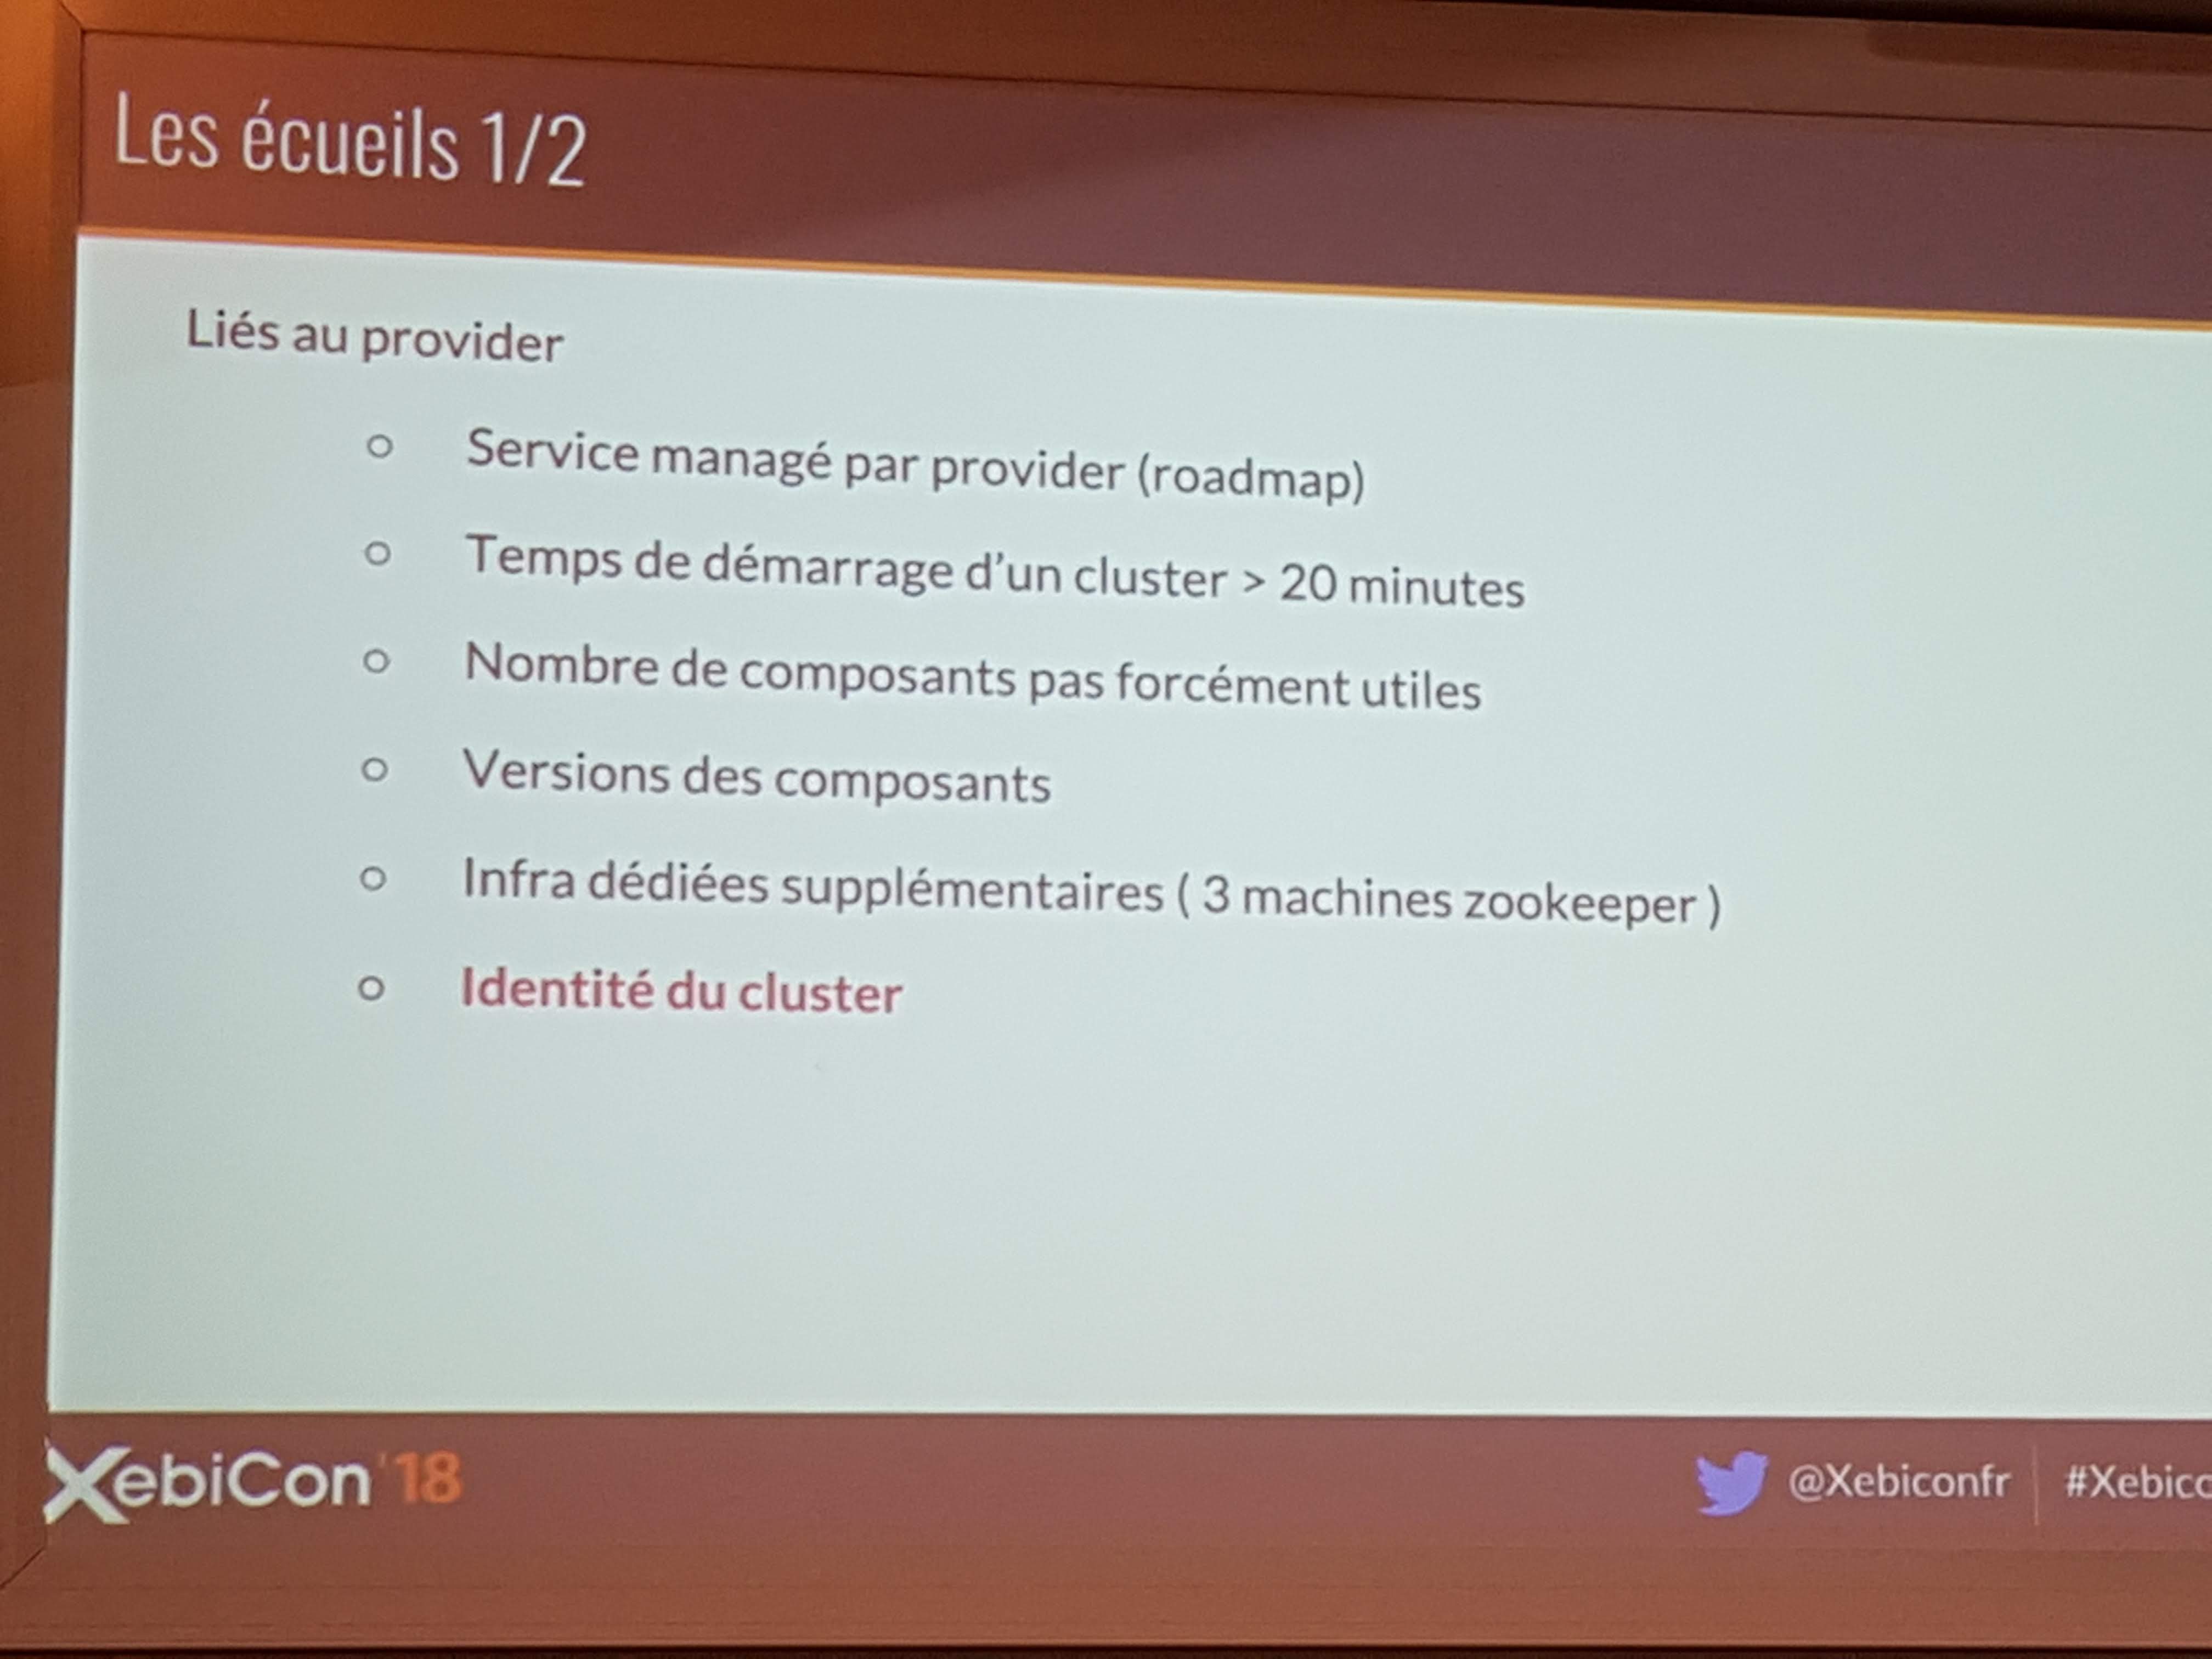 Les écueils 1/2
Liés au provider
Service managé par provider (roadmap)
Temps de démarrage d'un cluster > 20 minutes
Nombre de composants pas forcément utiles
Versions des composants
Infra dédiées supplémentaires ( 3 machines zookeeper )
Identité du cluster
XebiCon'18
@Xebiconfr #Xebico